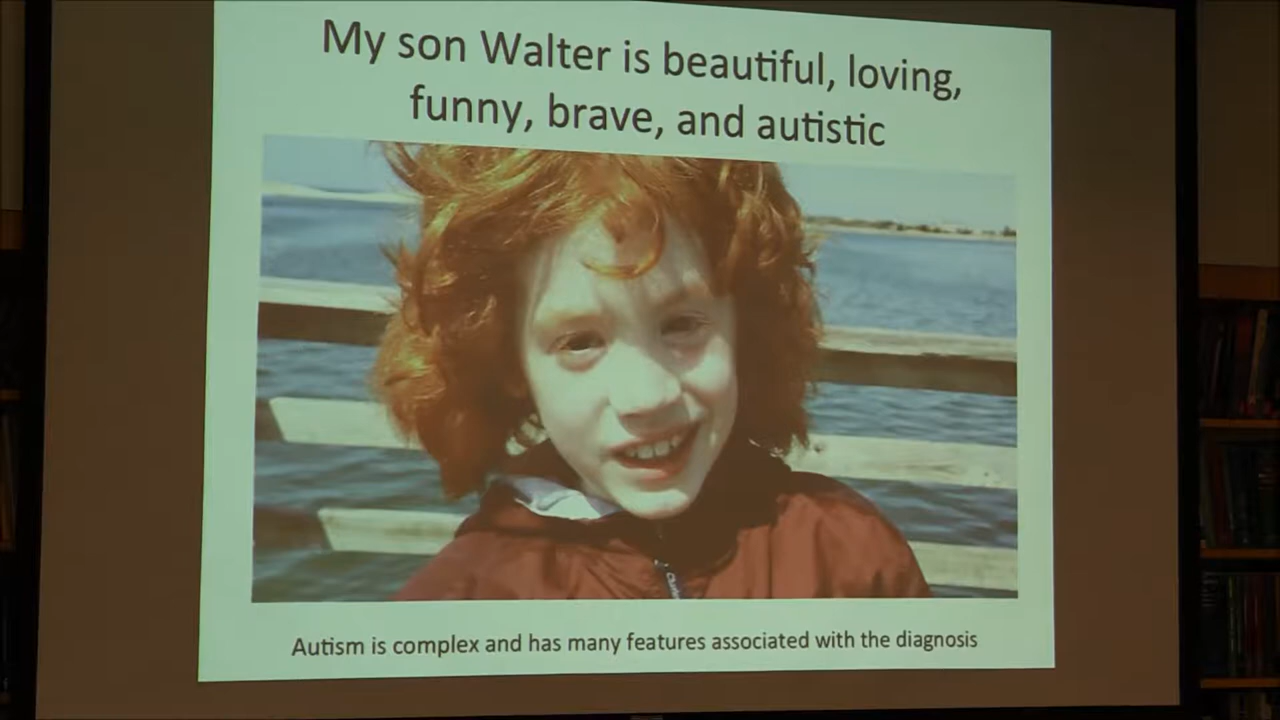 My son Walter is beautiful, loving,
funny, brave, and autistic
Autism is complex and has many features associated with the diagnosis